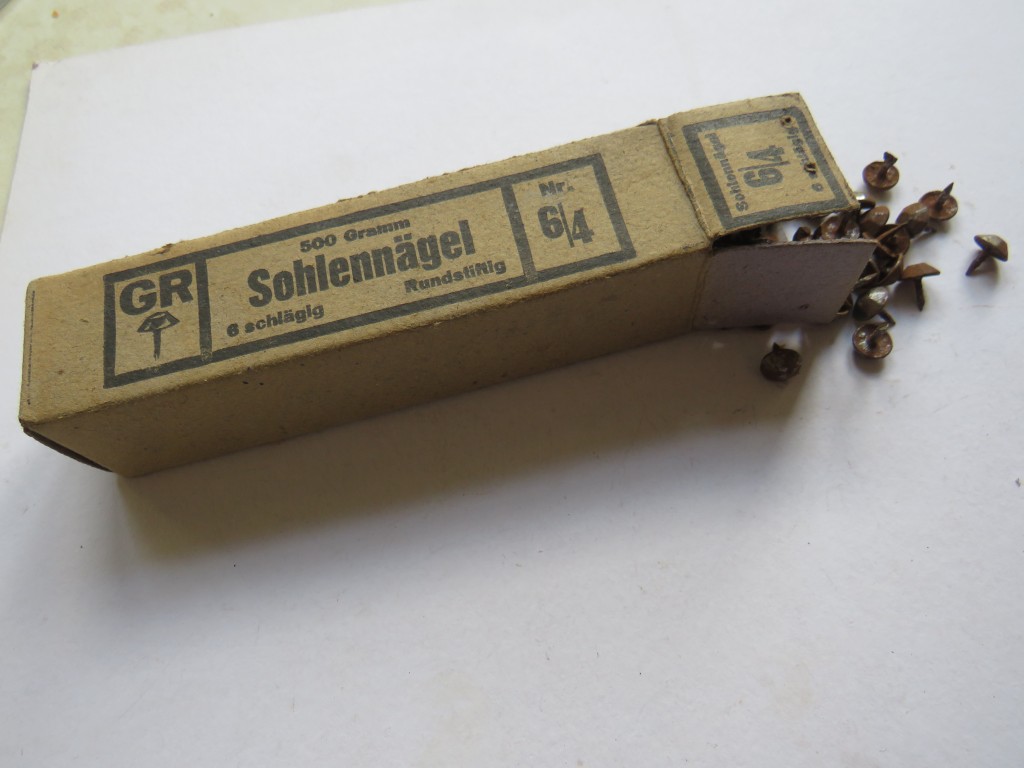 GR
500 Gramm
Sohlennägel
6 schlägig
Rundstiftig
Nr.
6/4
Sohlennägel
6/4